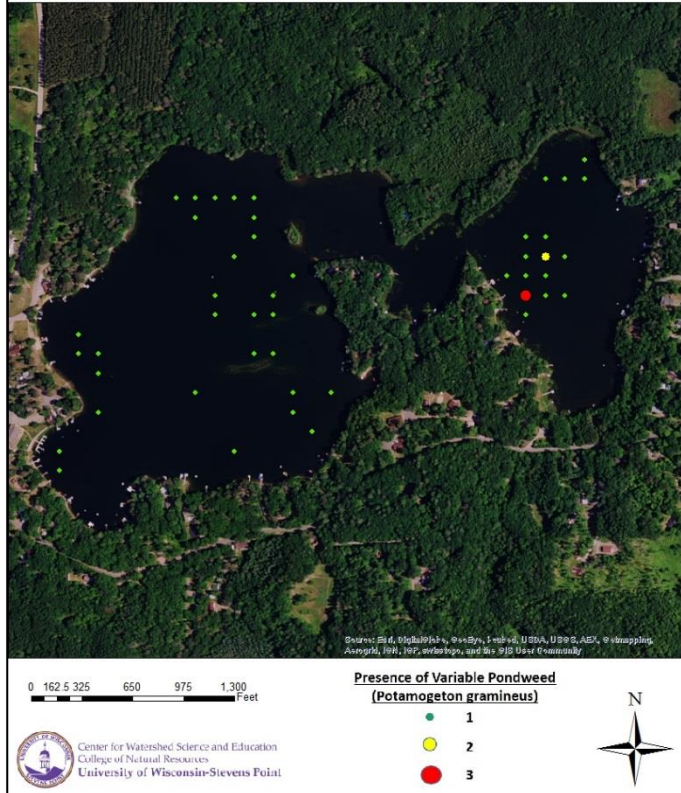 Source: Esri, DigitalGlobe, GeoEye, i-cubed, USDA, USGS, AEX, Getmapping,
Aerogrid, IGN, IGP, swisstopo, and the GIS User Community
0 162.5 325 650 975 1,300
Feet
Presence of Variable Pondweed
(Potamogeton gramineus)
1
2
3
N
Center for Watershed Science and Education
College of Natural Resources
University of Wisconsin-Stevens Point